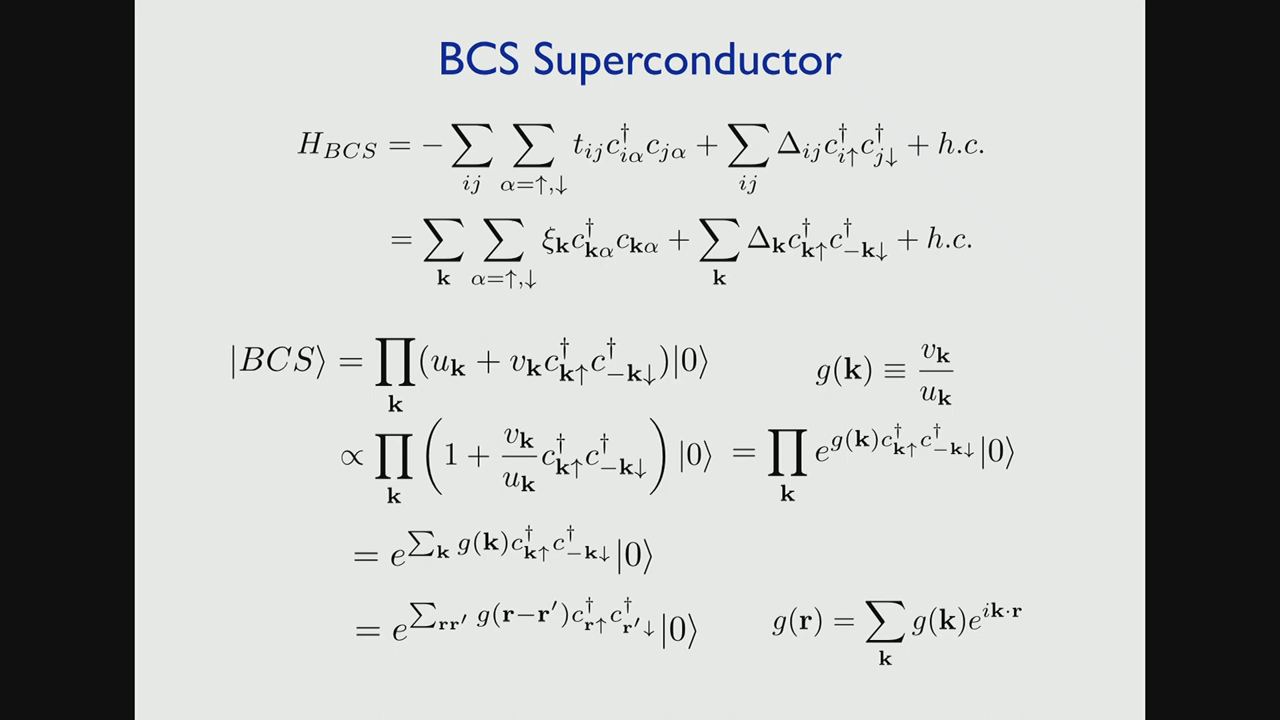 BCS Superconductor
$H_{BCS} = -\sum_{ij} \sum_{\alpha=\uparrow,\downarrow} t_{ij} c^\dagger_{i\alpha} c_{j\alpha} + \sum_{ij} \Delta_{ij} c^\dagger_{i\uparrow} c^\dagger_{j\downarrow} + h.c.$
$= \sum_{\mathbf{k}} \sum_{\alpha=\uparrow,\downarrow} \xi_{\mathbf{k}} c^\dagger_{\mathbf{k}\alpha} c_{\mathbf{k}\alpha} + \sum_{\mathbf{k}} \Delta_{\mathbf{k}} c^\dagger_{\mathbf{k}\uparrow} c^\dagger_{-\mathbf{k}\downarrow} + h.c.$
$|BCS\rangle = \prod_{\mathbf{k}} (u_{\mathbf{k}} + v_{\mathbf{k}} c^\dagger_{\mathbf{k}\uparrow} c^\dagger_{-\mathbf{k}\downarrow}) |0\rangle \quad g(\mathbf{k}) \equiv \frac{v_{\mathbf{k}}}{u_{\mathbf{k}}}$
$\propto \prod_{\mathbf{k}} \left( 1 + \frac{v_{\mathbf{k}}}{u_{\mathbf{k}}} c^\dagger_{\mathbf{k}\uparrow} c^\dagger_{-\mathbf{k}\downarrow} \right) |0\rangle = \prod_{\mathbf{k}} e^{g(\mathbf{k}) c^\dagger_{\mathbf{k}\uparrow} c^\dagger_{-\mathbf{k}\downarrow}} |0\rangle$
$= e^{\sum_{\mathbf{k}} g(\mathbf{k}) c^\dagger_{\mathbf{k}\uparrow} c^\dagger_{-\mathbf{k}\downarrow}} |0\rangle$
$= e^{\sum_{\mathbf{r}\mathbf{r}'} g(\mathbf{r}-\mathbf{r}') c^\dagger_{\mathbf{r}\uparrow} c^\dagger_{\mathbf{r}'\downarrow}} |0\rangle \quad g(\mathbf{r}) = \sum_{\mathbf{k}} g(\mathbf{k}) e^{i\mathbf{k}\cdot\mathbf{r}}$